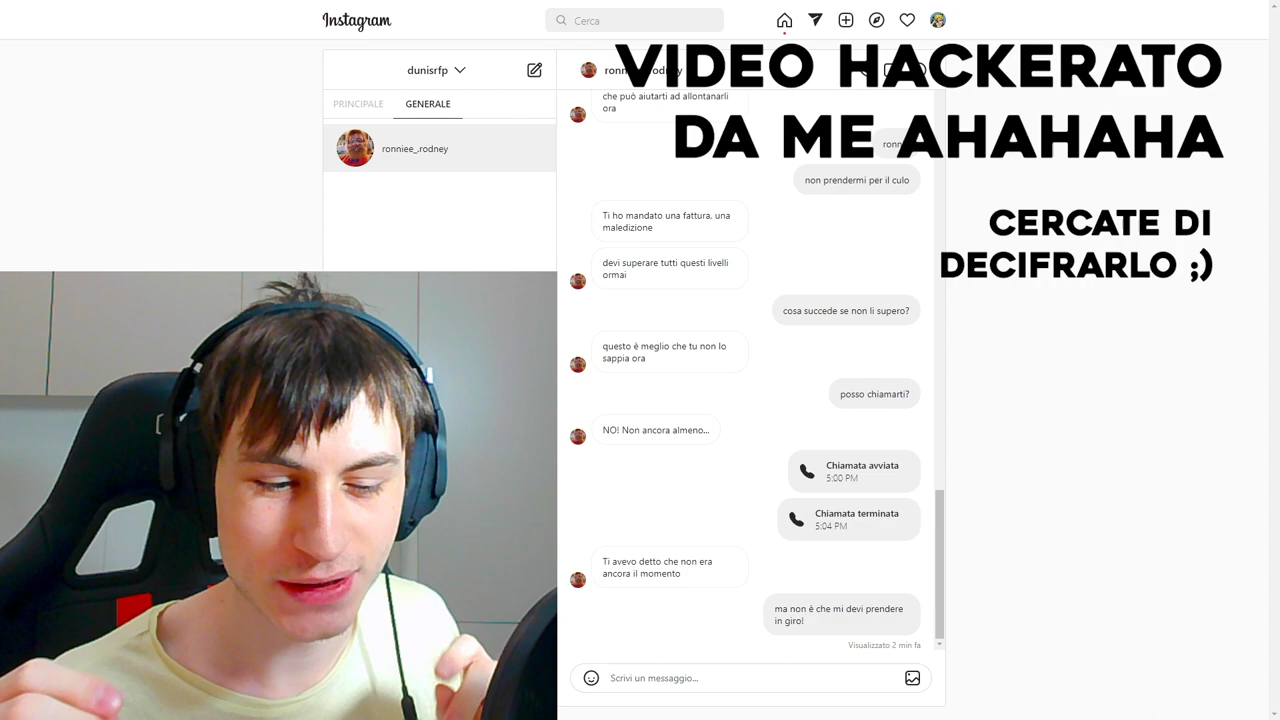 Instagram
Cerca
VIDEO HACKERATO
DA ME AHAHAHA
CERCATE DI
DECIFRARLO ;)
dunisrfp
PRINCIPALE GENERALE
ronniee_.rodney
che può aiutarti ad allontanarli
ora
non prendermi per il culo
Ti ho mandato una fattura, una
maledizione
devi superare tutti questi livelli
ormai
cosa succede se non li supero?
questo è meglio che tu non lo
sappia ora
posso chiamarti?
NO! Non ancora almeno...
Chiamata avviata
5:00 PM
Chiamata terminata
5:04 PM
Ti avevo detto che non era
ancora il momento
ma non è che mi devi prendere
in giro!
Visualizzato 2 min fa
Scrivi un messaggio...